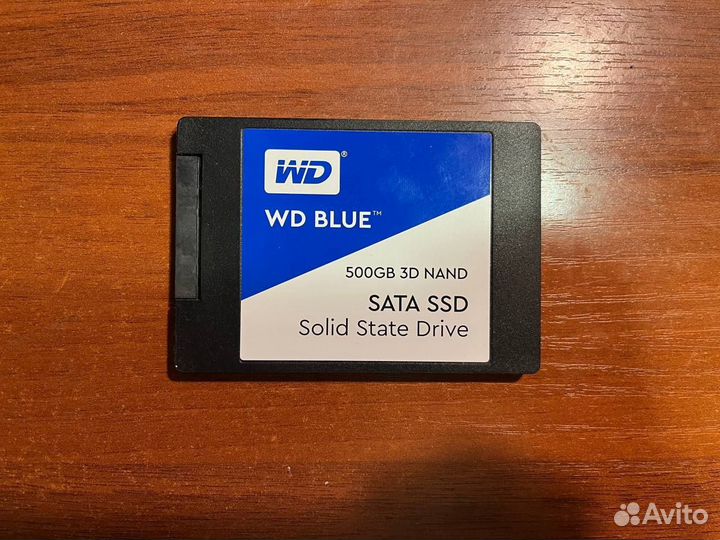 WD®
WD BLUE™
500GB 3D NAND
SATA SSD
Solid State Drive
Avito